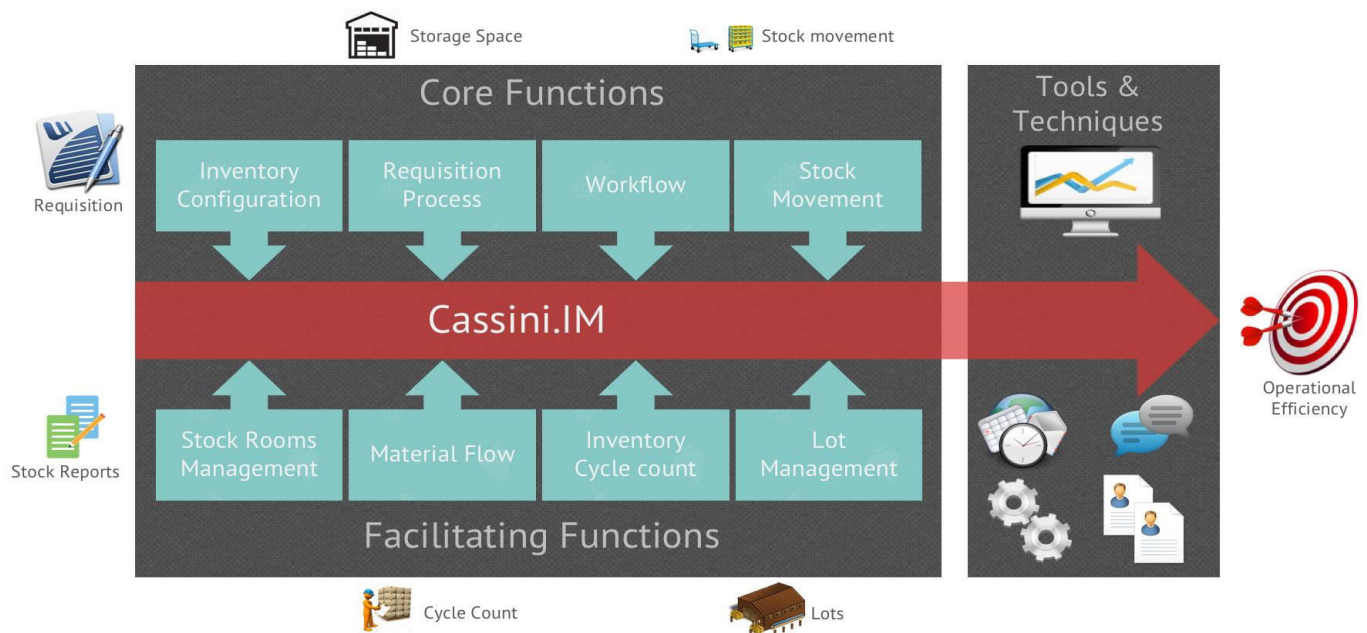 Storage Space
Stock movement
Core Functions
Tools &
Techniques
Requisition
Inventory
Configuration
Requisition
Process
Workflow
Stock
Movement
Cassini.IM
Operational
Efficiency
Stock Reports
Stock Rooms
Management
Material Flow
Inventory
Cycle count
Lot
Management
Facilitating Functions
Cycle Count
Lots